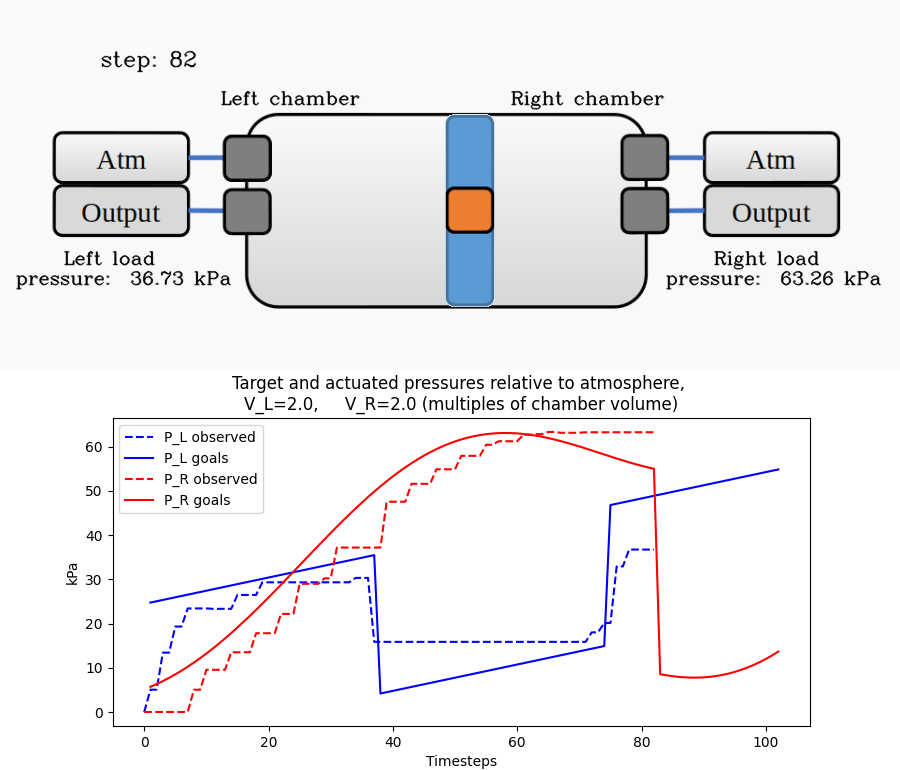 step: 82
Left chamber
Right chamber
Atm
Atm
Output
Output
Left load
pressure: 36.73 kPa
Right load
pressure: 63.26 kPa
Target and actuated pressures relative to atmosphere,
V_L=2.0, V_R=2.0 (multiples of chamber volume)
P_L observed
P_L goals
P_R observed
P_R goals
kPa
60
50
40
30
20
10
0
0 20 40 60 80 100
Timesteps